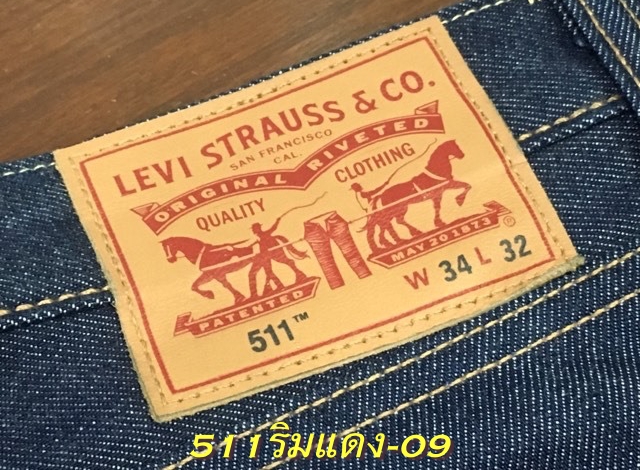 LEVI STRAUSS & CO.
SAN FRANCISCO
CAL.
ORIGINAL RIVETED
QUALITY CLOTHING
PATENTED
MAY 20 1873 ®
511™
W 34 L 32
511ริมแดง-09